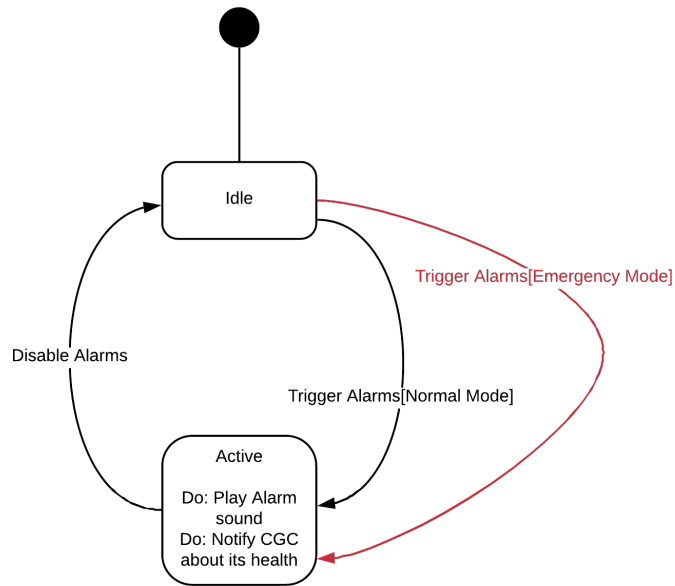 Idle
Trigger Alarms[Emergency Mode]
Disable Alarms
Trigger Alarms[Normal Mode]
Active
Do: Play Alarm
sound
Do: Notify CGC
about its health